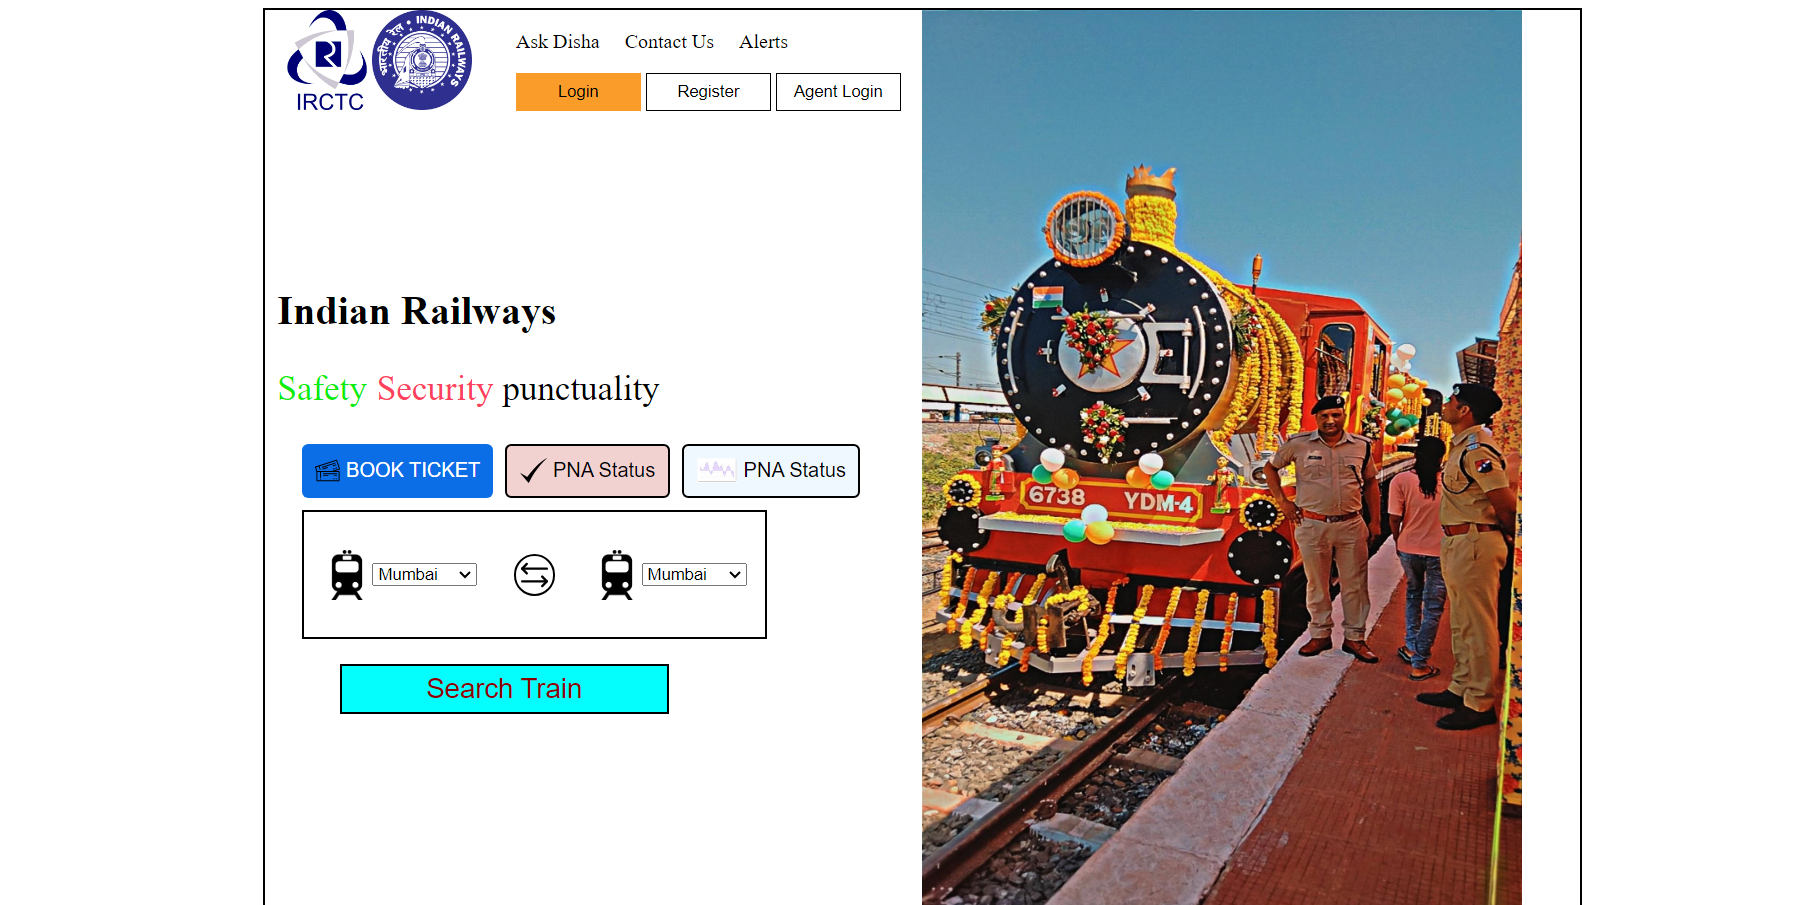 IRCTC
भारतीय रेल • INDIAN RAILWAYS
Ask Disha Contact Us Alerts
Login Register Agent Login
Indian Railways
Safety Security punctuality
BOOK TICKET PNA Status PNA Status
Mumbai Mumbai
Search Train
6738 YDM-4